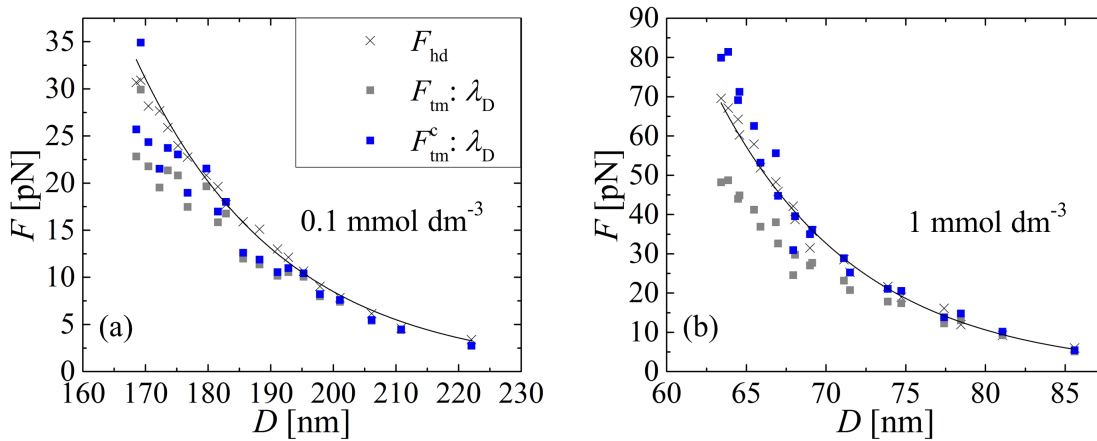 35
30
25
20
15
10
5
0
F [pN]
F_hd
F_tm: λ_D
F^c_tm: λ_D
0.1 mmol dm⁻³
(a)
160 170 180 190 200 210 220 230
D [nm]
90
80
70
60
50
40
30
20
10
0
F [pN]
1 mmol dm⁻³
(b)
60 65 70 75 80 85
D [nm]